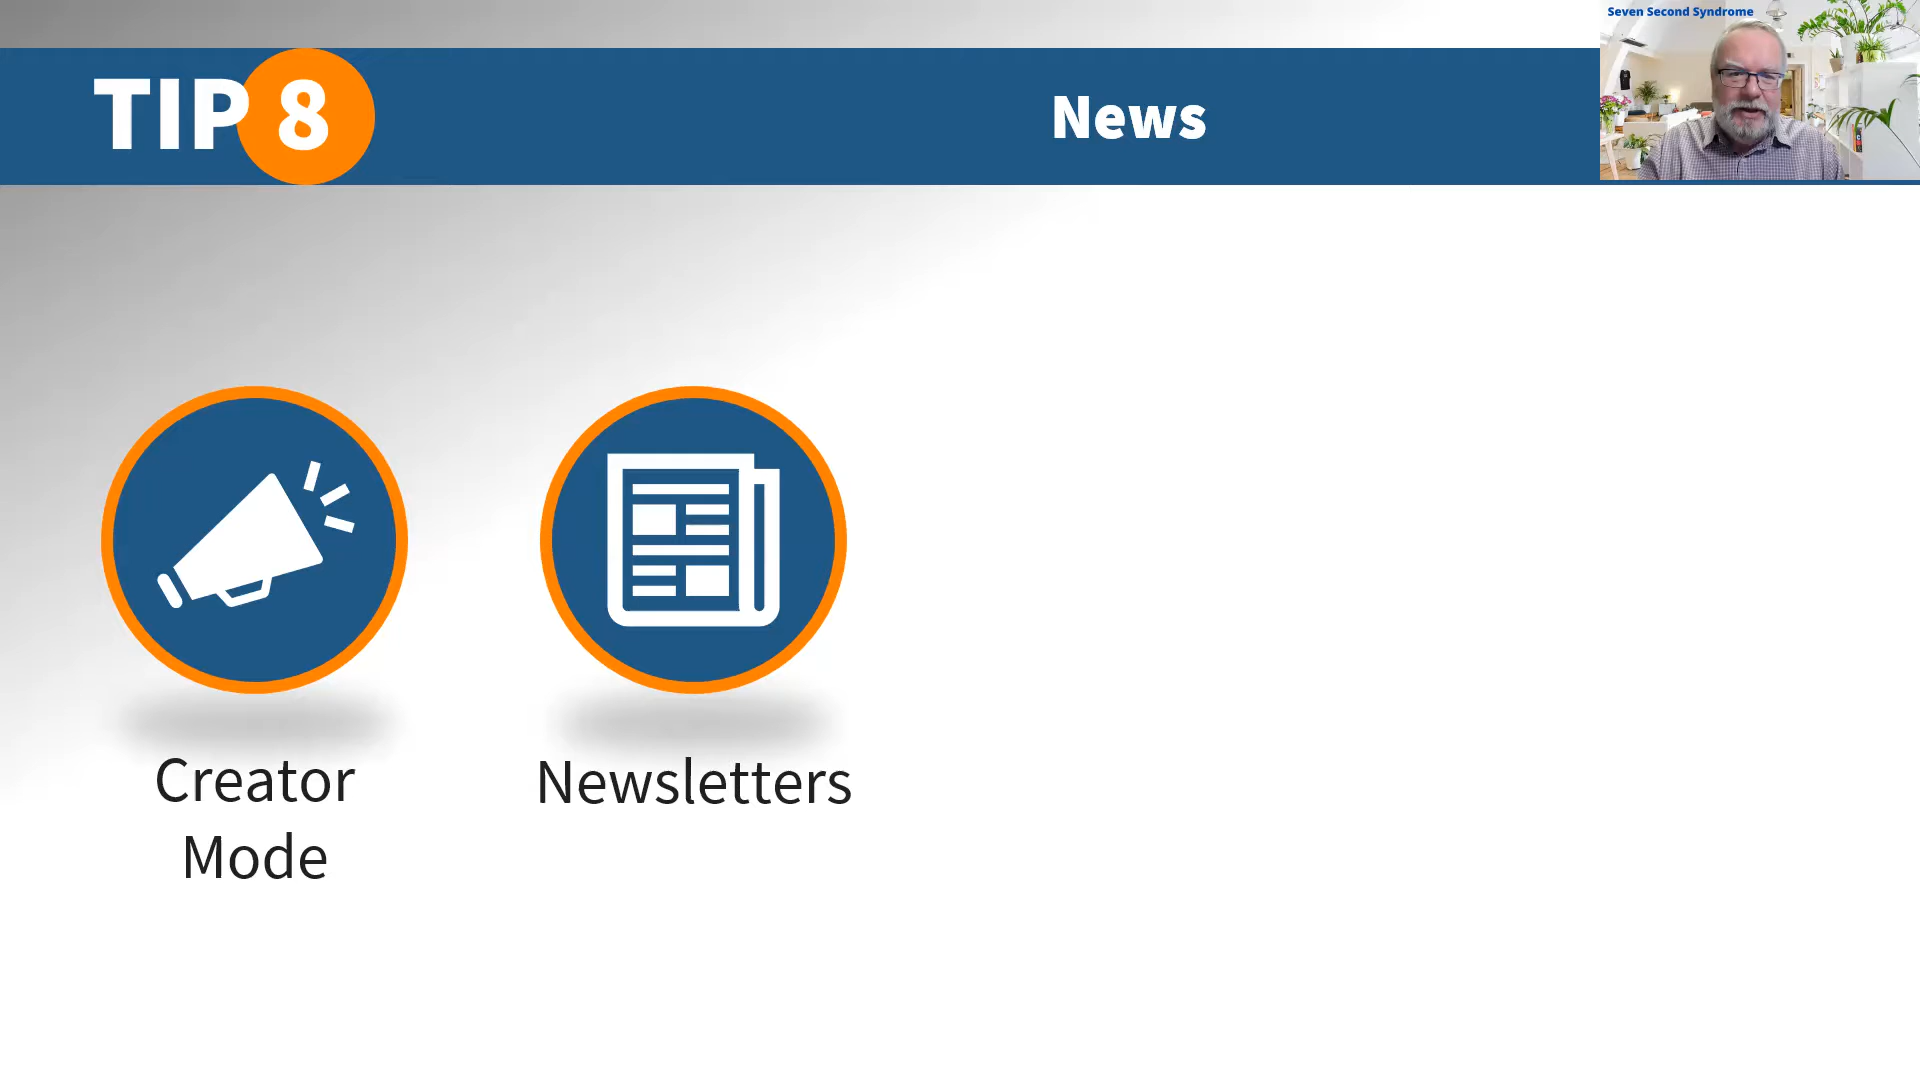 Seven Second Syndrome
TIP 8
News
Creator
Mode
Newsletters